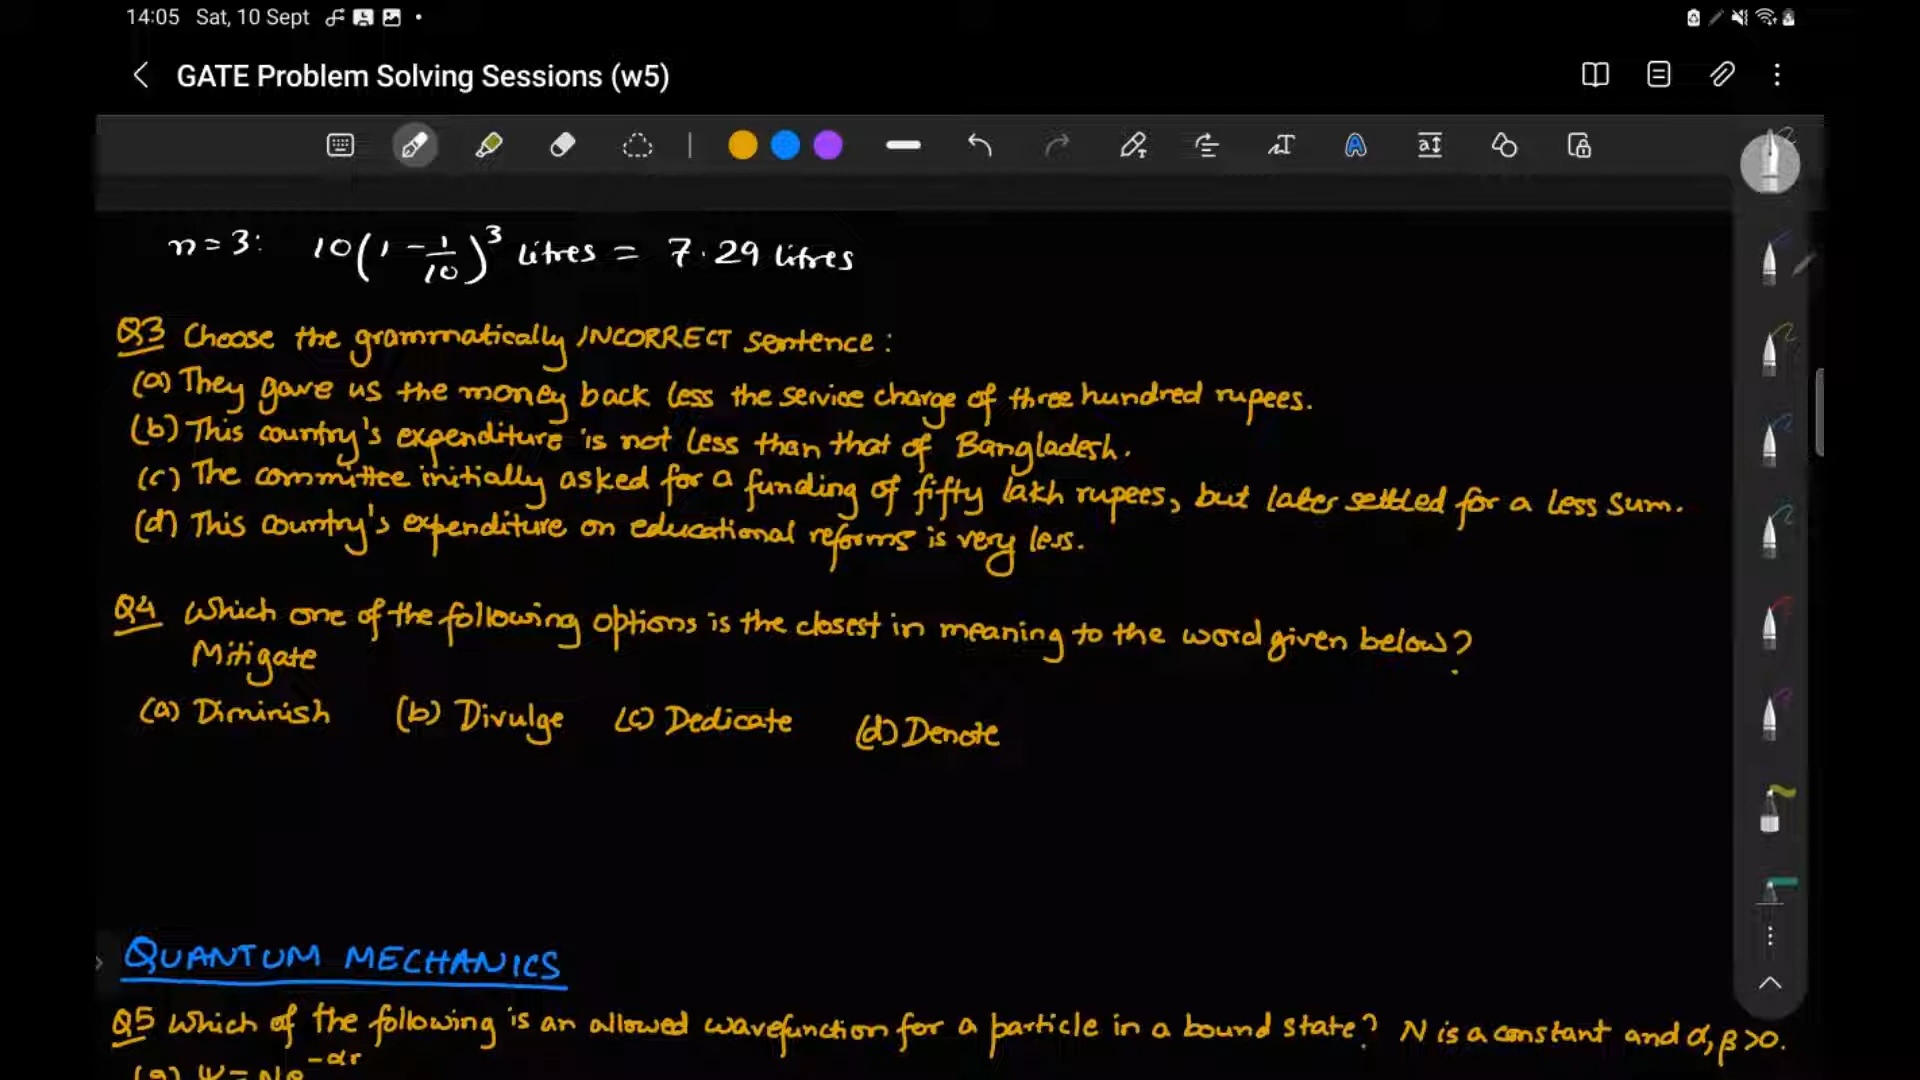 14:05 Sat, 10 Sept
GATE Problem Solving Sessions (w5)
n=3: 10(1-1/10)^3 litres = 7.29 litres
Q3 Choose the grammatically INCORRECT sentence:
(a) They gave us the money back less the service charge of three hundred rupees.
(b) This country's expenditure is not less than that of Bangladesh.
(c) The committee initially asked for a funding of fifty lakh rupees, but later settled for a less sum.
(d) This country's expenditure on educational reforms is very less.
Q4 Which one of the following options is the closest in meaning to the word given below?
Mitigate
(a) Diminish (b) Divulge (c) Dedicate (d) Denote
QUANTUM MECHANICS
Q5 Which of the following is an allowed wavefunction for a particle in a bound state? N is a constant and α, β>0.